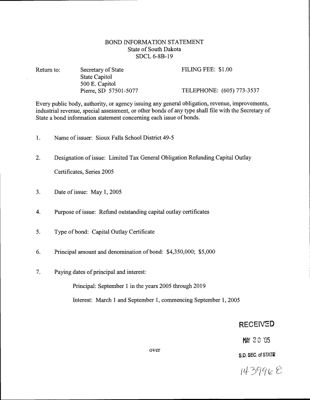 BOND INFORMATION STATEMENT
State of South Dakota
SDCL 6-8B-19
Return to: Secretary of State FILING FEE: $1.00
State Capitol
500 E. Capitol
Pierre, SD 57501-5077 TELEPHONE: (605) 773-3537
Every public body, authority, or agency issuing any general obligation, revenue, improvements,
industrial revenue, special assessment, or other bonds of any type shall file with the Secretary of
State a bond information statement concerning each issue of bonds.
1. Name of issuer: Sioux Falls School District 49-5
2. Designation of issue: Limited Tax General Obligation Refunding Capital Outlay
Certificates, Series 2005
3. Date of issue: May 1, 2005
4. Purpose of issue: Refund outstanding capital outlay certificates
5. Type of bond: Capital Outlay Certificate
6. Principal amount and denomination of bond: $4,350,000; $5,000
7. Paying dates of principal and interest:
Principal: September 1 in the years 2005 through 2019
Interest: March 1 and September 1, commencing September 1, 2005
RECEIVED
MAY 20 '05
over
S.D. SEC. of STATE